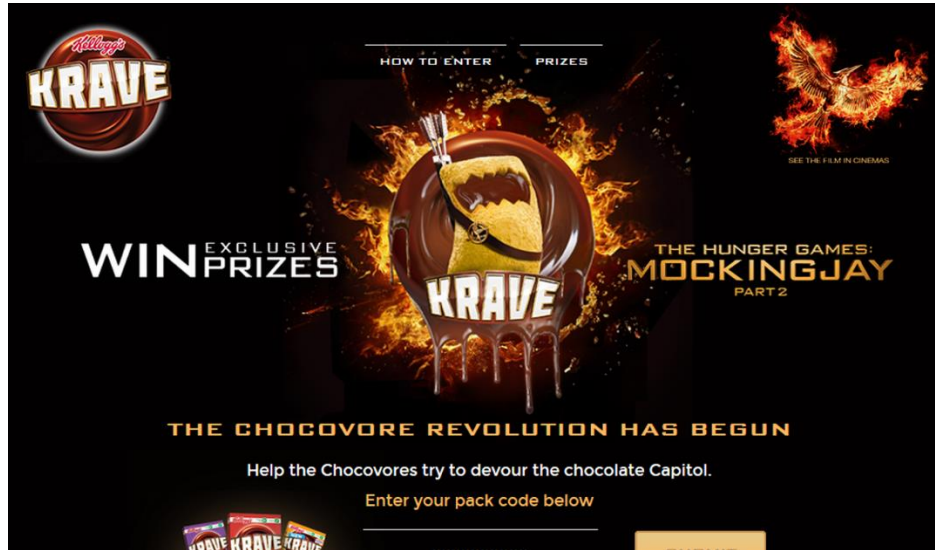 Kellogg's
KRAVE
HOW TO ENTER
PRIZES
SEE THE FILM IN CINEMAS
WIN EXCLUSIVE
PRIZES
KRAVE
THE HUNGER GAMES:
MOCKINGJAY
PART 2
THE CHOCOVORE REVOLUTION HAS BEGUN
Help the Chocovores try to devour the chocolate Capitol.
Enter your pack code below
KRAVE
KRAVE
KRAVE